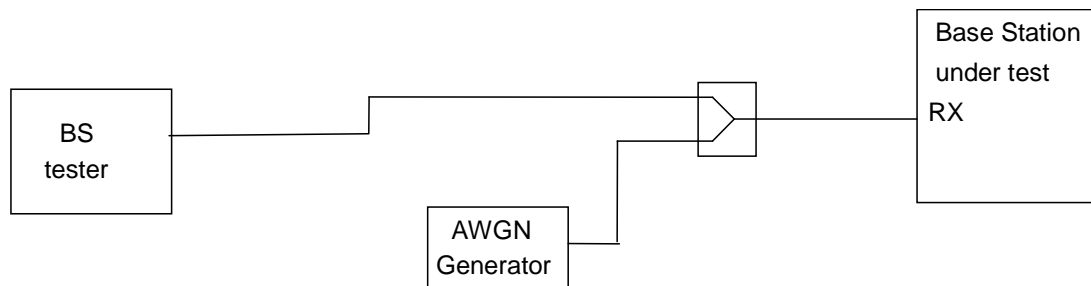 BS
tester
AWGN
Generator
Base Station
under test
RX